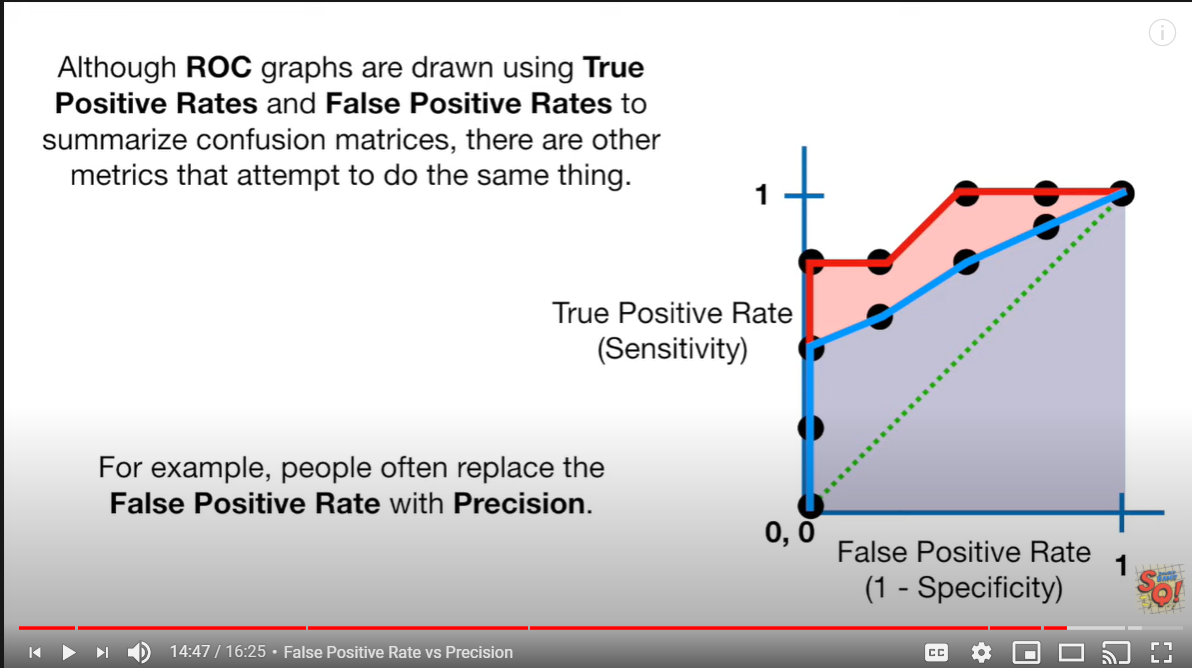 Although ROC graphs are drawn using True
Positive Rates and False Positive Rates to
summarize confusion matrices, there are other
metrics that attempt to do the same thing.
1
True Positive Rate
(Sensitivity)
For example, people often replace the
False Positive Rate with Precision.
0, 0
False Positive Rate
(1 - Specificity)
1
SQ!
14:47 / 16:25 • False Positive Rate vs Precision
CC